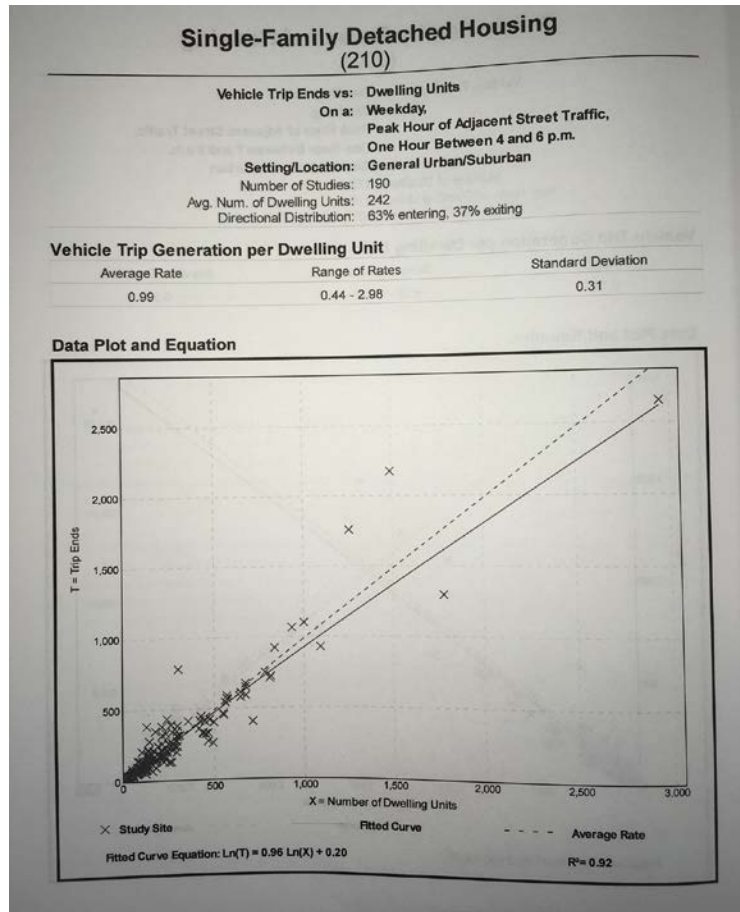 Single-Family Detached Housing
(210)
Vehicle Trip Ends vs: Dwelling Units
On a: Weekday,
Peak Hour of Adjacent Street Traffic,
One Hour Between 4 and 6 p.m.
Setting/Location: General Urban/Suburban
Number of Studies: 190
Avg. Num. of Dwelling Units: 242
Directional Distribution: 63% entering, 37% exiting
Vehicle Trip Generation per Dwelling Unit
Average Rate Range of Rates Standard Deviation
0.99 0.44 - 2.98 0.31
Data Plot and Equation
2,500
2,000
1,500
1,000
500
0
T = Trip Ends
0 500 1,000 1,500 2,000 2,500 3,000
X = Number of Dwelling Units
Study Site Fitted Curve Average Rate
Fitted Curve Equation: Ln(T) = 0.96 Ln(X) + 0.20 R²= 0.92